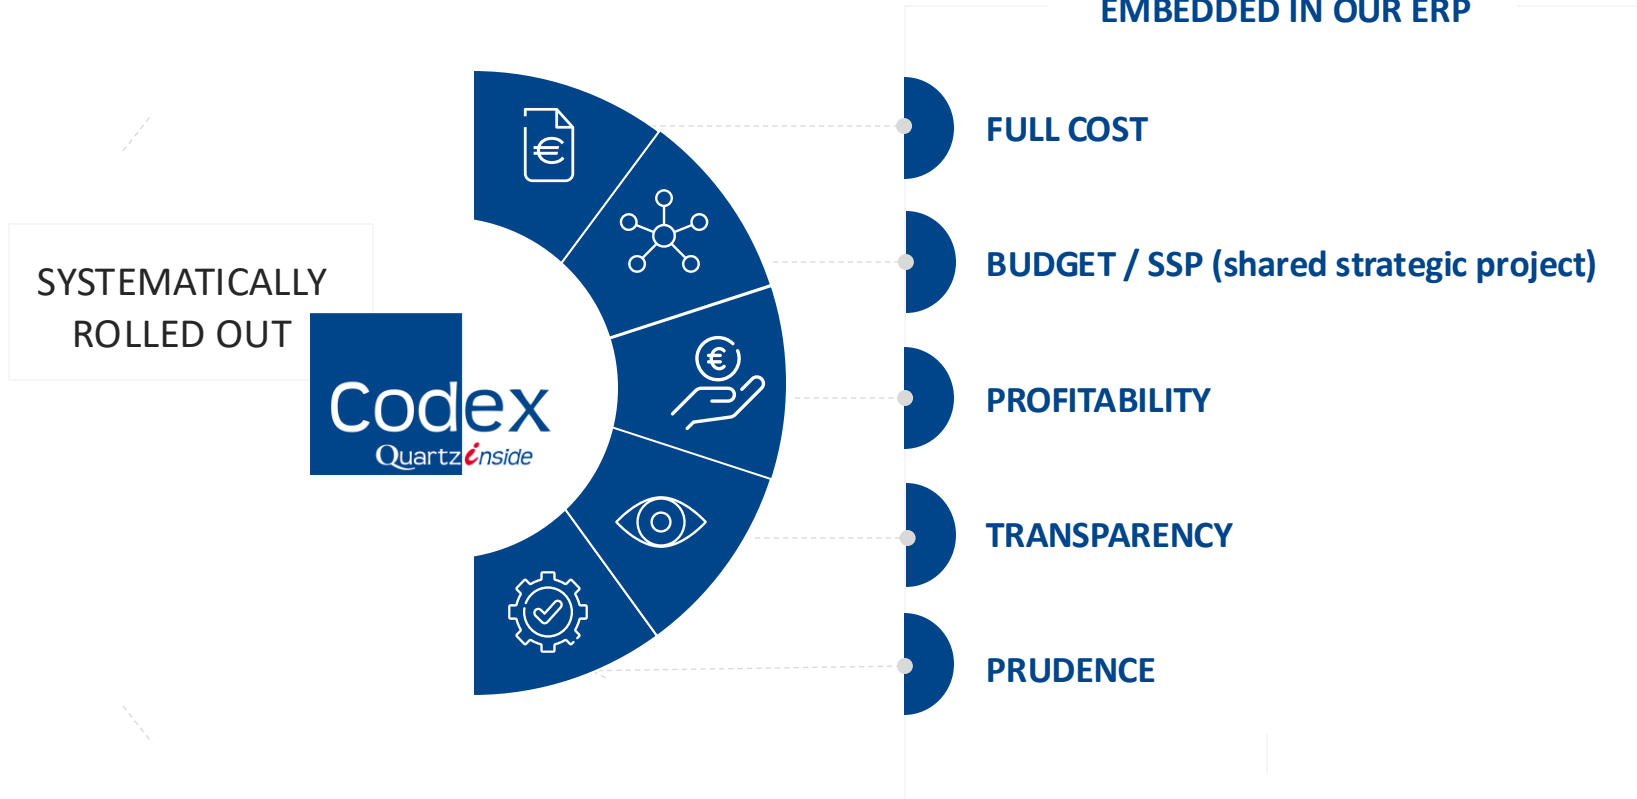 EMBEDDED IN OUR ERP
FULL COST
BUDGET / SSP (shared strategic project)
SYSTEMATICALLY
ROLLED OUT
Codex
Quartz inside
PROFITABILITY
TRANSPARENCY
PRUDENCE